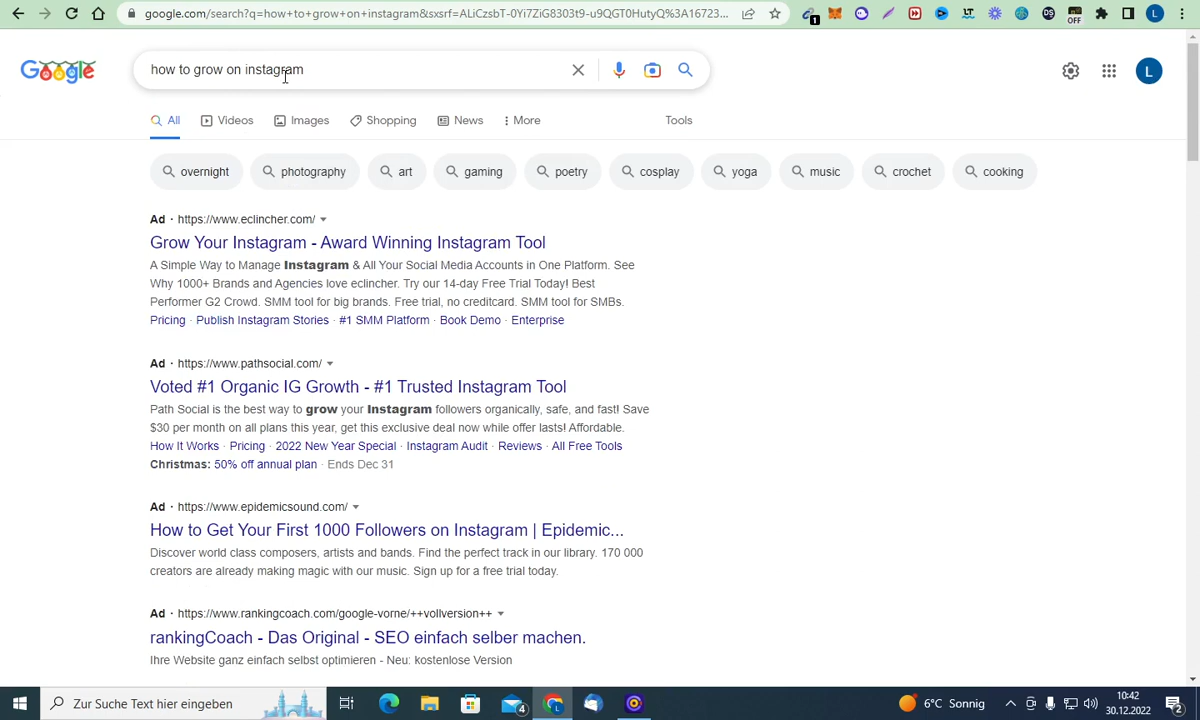 google.com/search?q=how+to+grow+on+instagram&sxsrf=ALiCzsbT-0Yi7ZiG8303t9-u9QGT0HutyQ%3A16723...
1
LT
DS
OFF
L
Google
how to grow on instagram
L
All
Videos
Images
Shopping
News
More
Tools
overnight
photography
art
gaming
poetry
cosplay
yoga
music
crochet
cooking
Ad · https://www.eclincher.com/
Grow Your Instagram - Award Winning Instagram Tool
A Simple Way to Manage Instagram & All Your Social Media Accounts in One Platform. See
Why 1000+ Brands and Agencies love eclincher. Try our 14-day Free Trial Today! Best
Performer G2 Crowd. SMM tool for big brands. Free trial, no creditcard. SMM tool for SMBs.
Pricing · Publish Instagram Stories · #1 SMM Platform · Book Demo · Enterprise
Ad · https://www.pathsocial.com/
Voted #1 Organic IG Growth - #1 Trusted Instagram Tool
Path Social is the best way to grow your Instagram followers organically, safe, and fast! Save
$30 per month on all plans this year, get this exclusive deal now while offer lasts! Affordable.
How It Works · Pricing · 2022 New Year Special · Instagram Audit · Reviews · All Free Tools
Christmas: 50% off annual plan · Ends Dec 31
Ad · https://www.epidemicsound.com/
How to Get Your First 1000 Followers on Instagram | Epidemic...
Discover world class composers, artists and bands. Find the perfect track in our library. 170 000
creators are already making magic with our music. Sign up for a free trial today.
Ad · https://www.rankingcoach.com/google-vorne/++vollversion++
rankingCoach - Das Original - SEO einfach selber machen.
Ihre Website ganz einfach selbst optimieren - Neu: kostenlose Version
Zur Suche Text hier eingeben
4
6°C Sonnig
10:42
30.12.2022
2